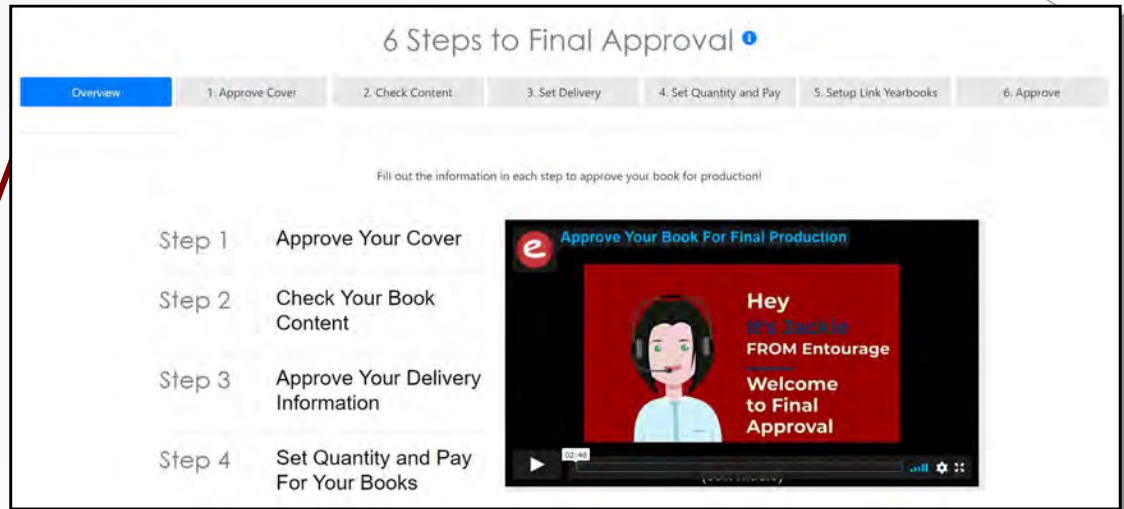 6 Steps to Final Approval
Overview
1. Approve Cover
2. Check Content
3. Set Delivery
4. Set Quantity and Pay
5. Setup Link Yearbooks
6. Approve
Fill out the information in each step to approve your book for production!
Step 1 Approve Your Cover
Step 2 Check Your Book
Content
Step 3 Approve Your Delivery
Information
Step 4 Set Quantity and Pay
For Your Books
e Approve Your Book For Final Production
Hey
It's Jackie
FROM Entourage
Welcome
to Final
Approval
02:46